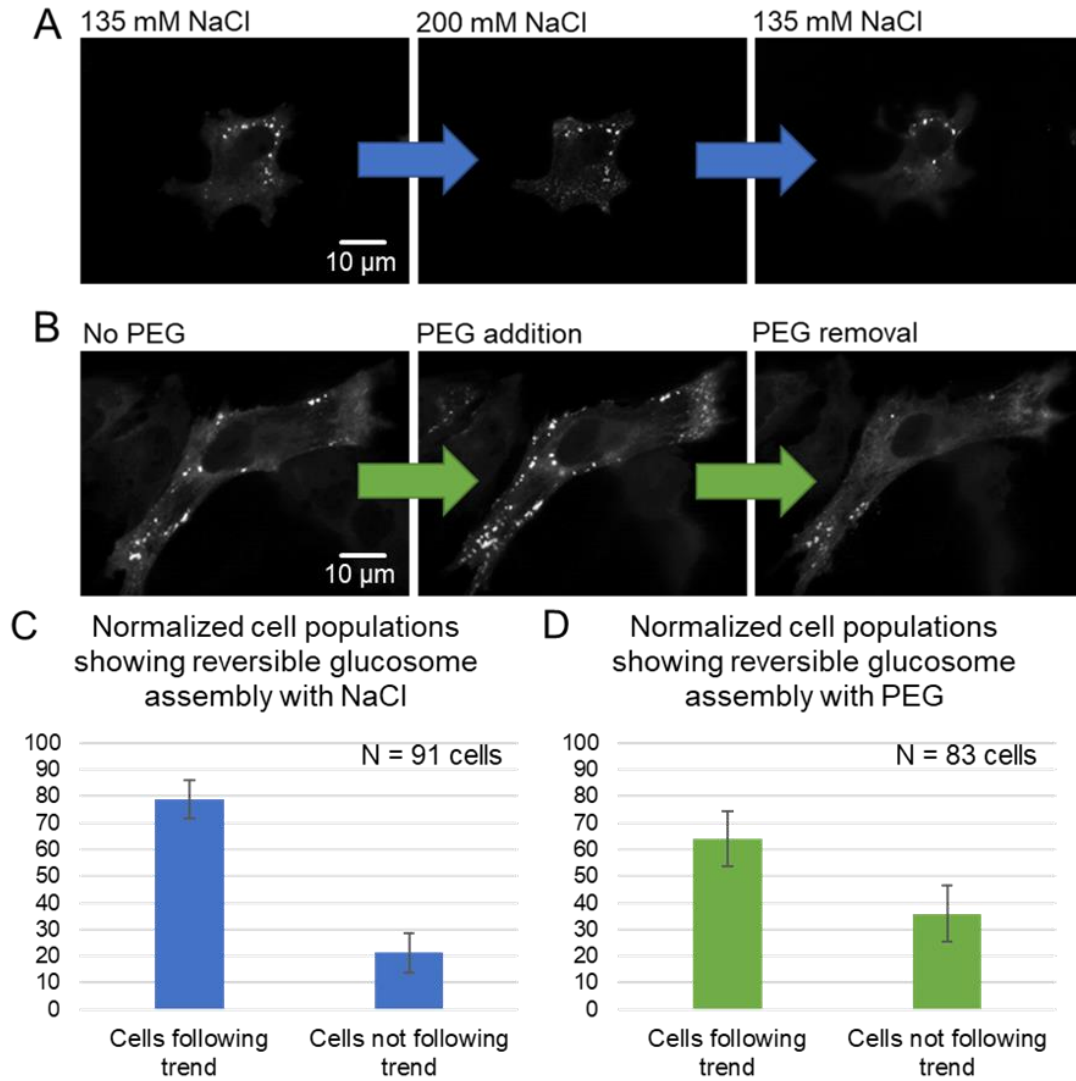 A
135 mM NaCl
200 mM NaCl
135 mM NaCl
10 µm
B
No PEG
PEG addition
PEG removal
10 µm
C
Normalized cell populations
showing reversible glucosome
assembly with NaCl
N = 91 cells
100
90
80
70
60
50
40
30
20
10
0
Cells following
trend
Cells not following
trend
D
Normalized cell populations
showing reversible glucosome
assembly with PEG
N = 83 cells
100
90
80
70
60
50
40
30
20
10
0
Cells following
trend
Cells not following
trend